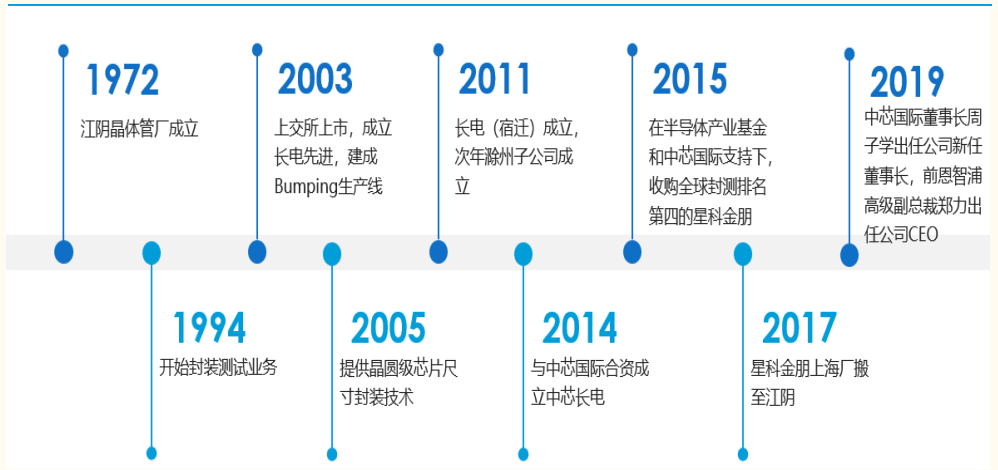 1972
江阴晶体管厂成立
2003
上交所上市，成立
长电先进，建成
Bumping生产线
2011
长电（宿迁）成立，
次年滁州子公司成
立
2015
在半导体产业基金
和中芯国际支持下，
收购全球封测排名
第四的星科金朋
2019
中芯国际董事长周
子学出任公司新任
董事长，前恩智浦
高级副总裁郑力出
任公司CEO
1994
开始封装测试业务
2005
提供晶圆级芯片尺
寸封装技术
2014
与中芯国际合资成
立中芯长电
2017
星科金朋上海厂搬
至江阴